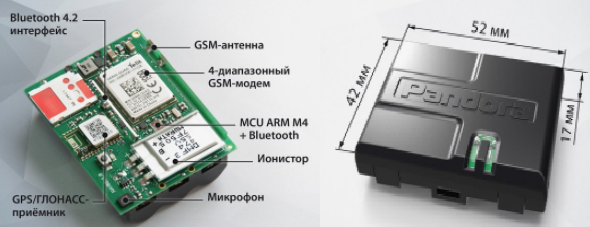 Bluetooth 4.2
интерфейс
GSM-антенна
4-диапазонный
GSM-модем
MCU ARM M4
+ Bluetooth
Ионистор
GPS/ГЛОНАСС-
приёмник
Микрофон
52 мм
42 мм
17 мм
Pandora